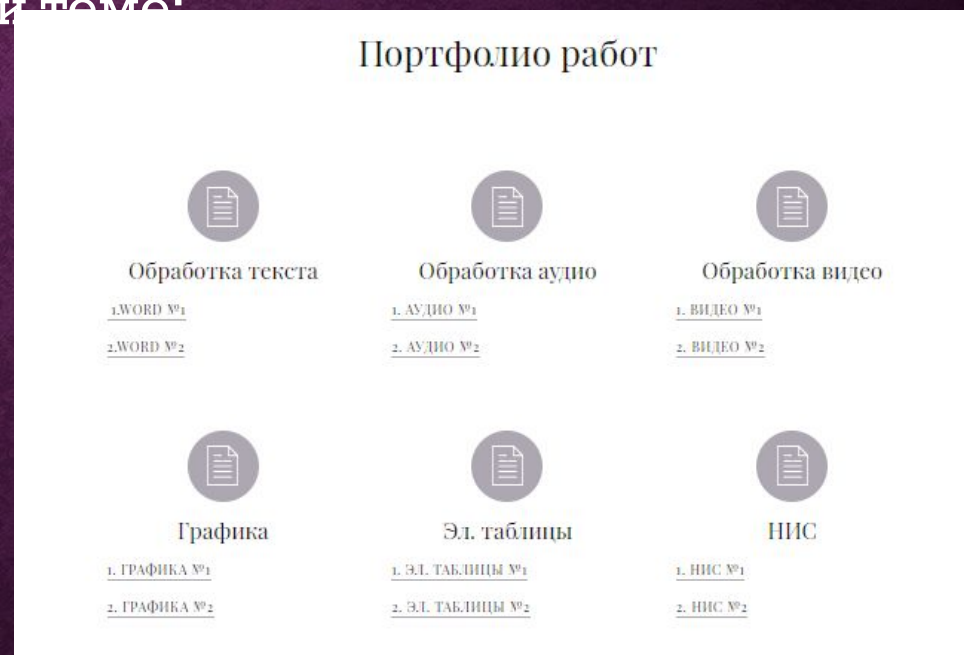 и теме:
Портфолио работ
Обработка текста
1.WORD №1
2.WORD №2
Обработка аудио
1. АУДИО №1
2. АУДИО №2
Обработка видео
1. ВИДЕО №1
2. ВИДЕО №2
Графика
1. ГРАФИКА №1
2. ГРАФИКА №2
Эл. таблицы
1. ЭЛ. ТАБЛИЦЫ №1
2. ЭЛ. ТАБЛИЦЫ №2
НИС
1. НИС №1
2. НИС №2